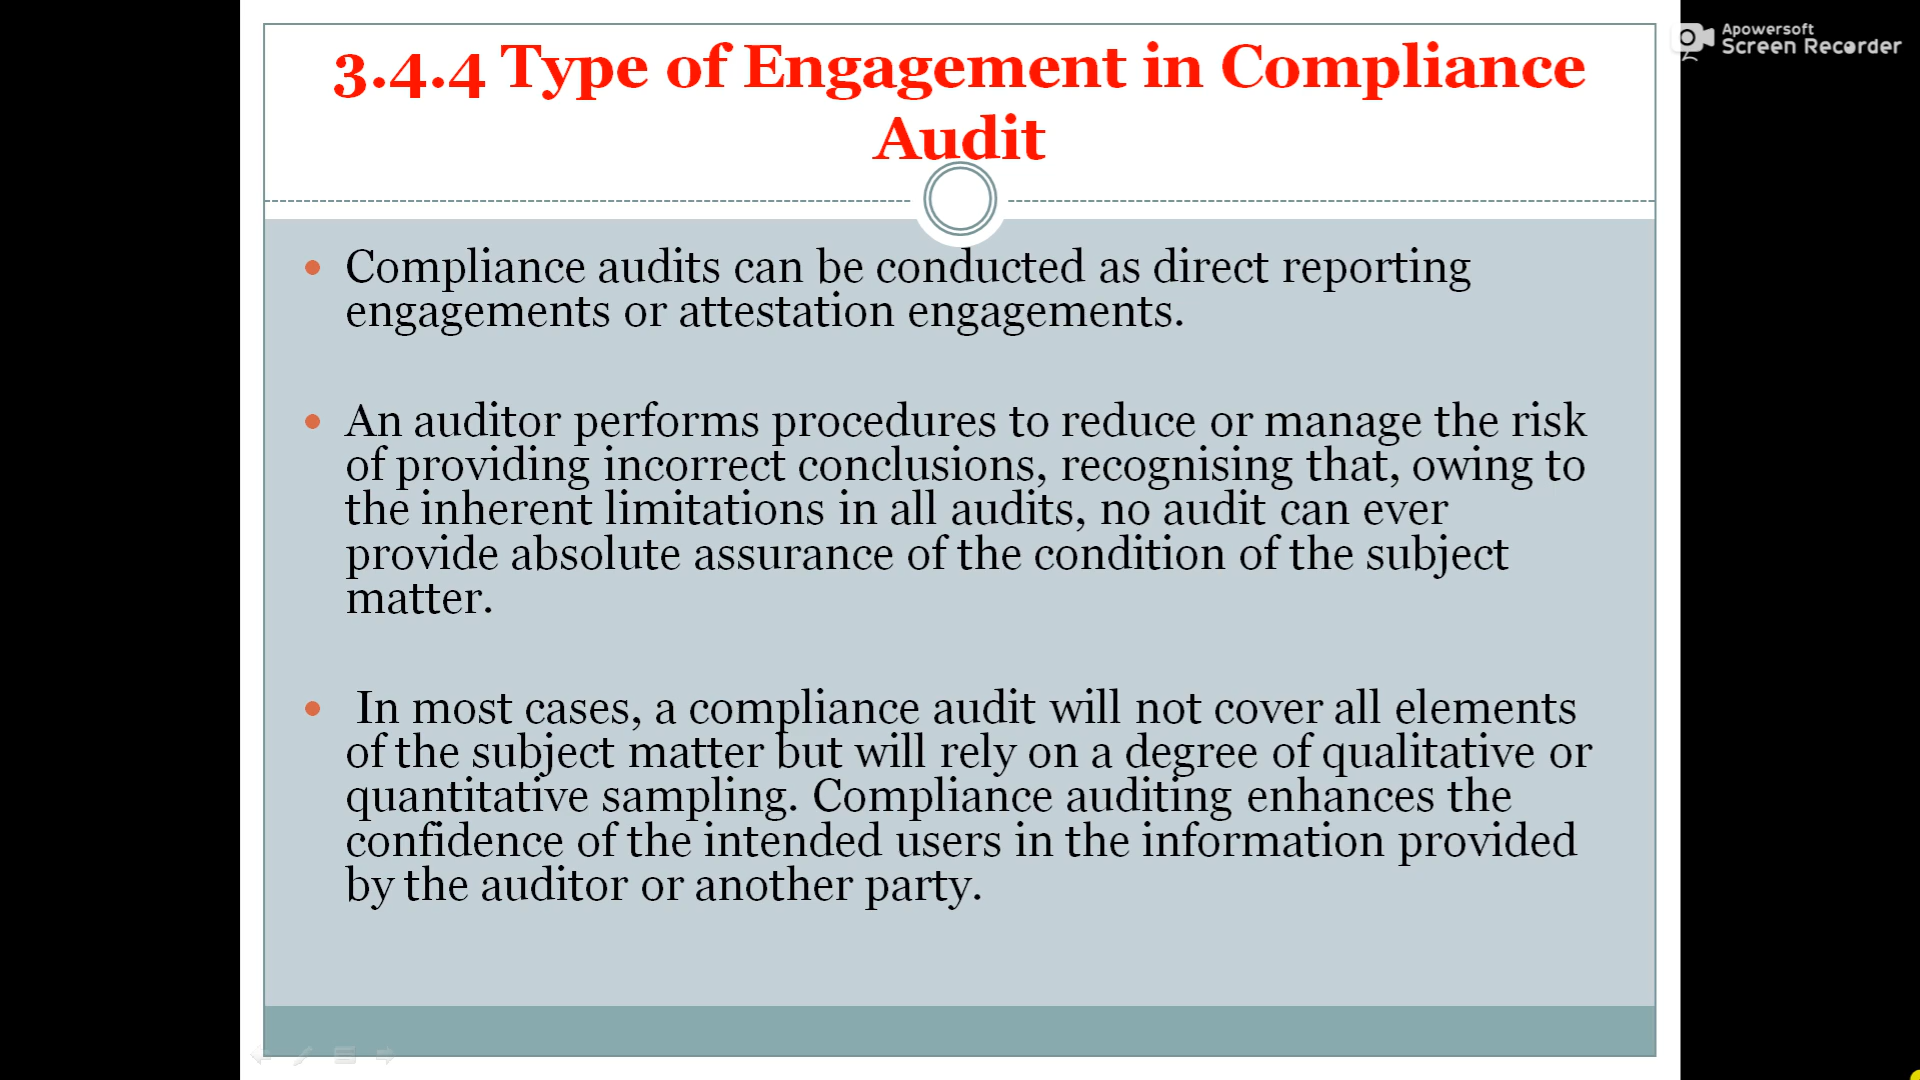 3.4.4 Type of Engagement in Compliance
Audit
Apowersoft
Screen Recorder
• Compliance audits can be conducted as direct reporting
engagements or attestation engagements.
• An auditor performs procedures to reduce or manage the risk
of providing incorrect conclusions, recognising that, owing to
the inherent limitations in all audits, no audit can ever
provide absolute assurance of the condition of the subject
matter.
• In most cases, a compliance audit will not cover all elements
of the subject matter but will rely on a degree of qualitative or
quantitative sampling. Compliance auditing enhances the
confidence of the intended users in the information provided
by the auditor or another party.